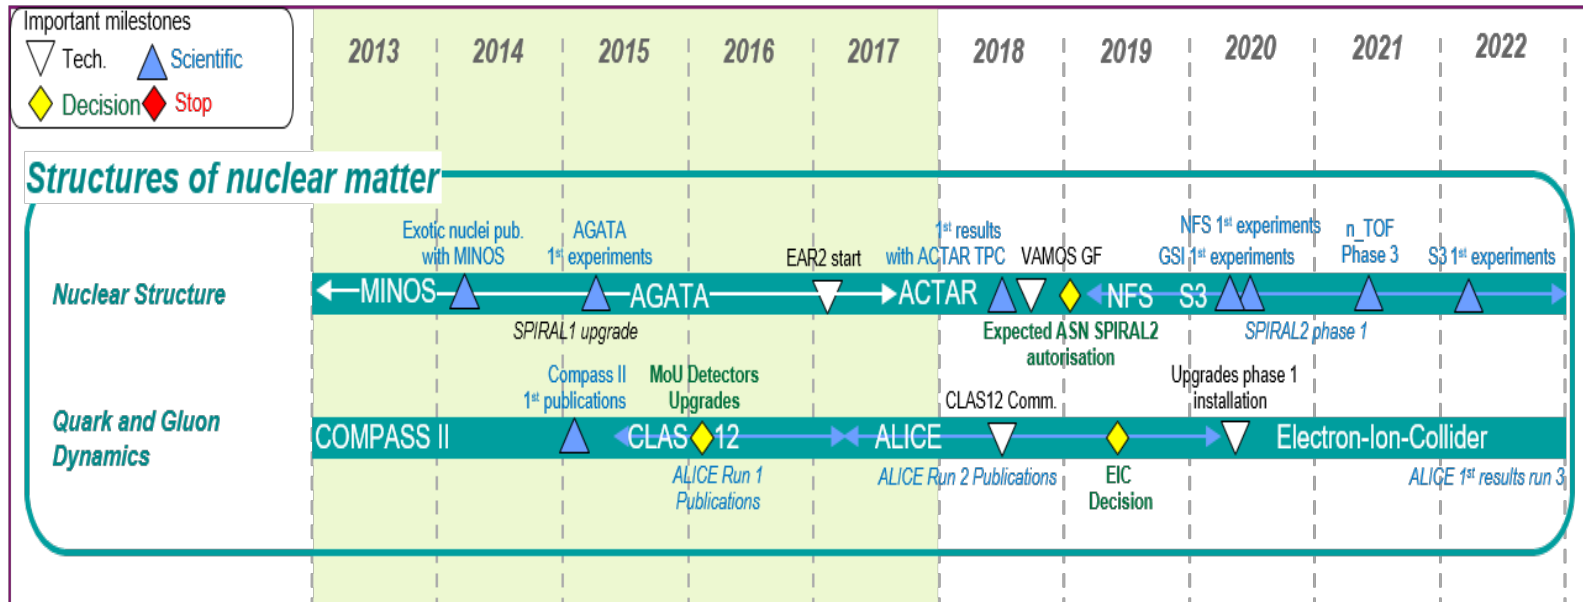 Important milestones
Tech. Scientific
Decision Stop
2013 2014 2015 2016 2017 2018 2019 2020 2021 2022
Structures of nuclear matter
Exotic nuclei pub.
with MINOS
AGATA
1st experiments
EAR2 start
1st results
with ACTAR TPC
VAMOS GF
NFS 1st experiments
GSI 1st experiments
n_TOF
Phase 3
S3 1st experiments
Nuclear Structure
MINOS AGATA ACTAR NFS S3
SPIRAL1 upgrade
Expected ASN SPIRAL2
autorisation
SPIRAL2 phase 1
Compass II
1st publications
MoU Detectors
Upgrades
CLAS12 Comm.
Upgrades phase 1
installation
Quark and Gluon
Dynamics
COMPASS II CLAS 12 ALICE Electron-Ion-Collider
ALICE Run 1
Publications
ALICE Run 2 Publications
EIC
Decision
ALICE 1st results run 3